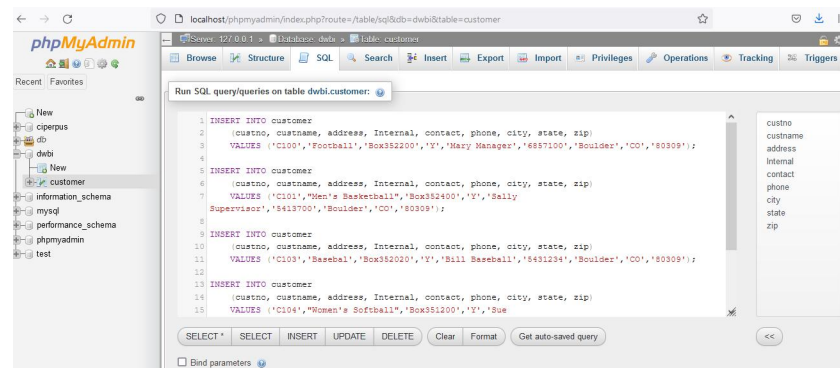 localhost/phpmyadmin/index.php?route=/table/sql&db=dwbi&table=customer
phpMyAdmin
Recent Favorites
New
ciperpus
db
dwbi
New
customer
information_schema
mysql
performance_schema
phpmyadmin
test
Server: 127.0.0.1 » Database: dwbi » Table: customer
Browse Structure SQL Search Insert Export Import Privileges Operations Tracking Triggers
Run SQL query/queries on table dwbi.customer:
1 INSERT INTO customer
2 (custno, custname, address, Internal, contact, phone, city, state, zip)
3 VALUES ('C100','Football','Box352200','Y','Mary Manager','6857100','Boulder','CO','80309');
4
5 INSERT INTO customer
6 (custno, custname, address, Internal, contact, phone, city, state, zip)
7 VALUES ('C101',"Men's Basketball",'Box352400','Y','Sally
Supervisor','5413700','Boulder','CO','80309');
8
9 INSERT INTO customer
10 (custno, custname, address, Internal, contact, phone, city, state, zip)
11 VALUES ('C103','Basebal','Box352020','Y','Bill Baseball','5431234','Boulder','CO','80309');
12
13 INSERT INTO customer
14 (custno, custname, address, Internal, contact, phone, city, state, zip)
15 VALUES ('C104',"Women's Softball",'Box351200','Y','Sue
custno
custname
address
Internal
contact
phone
city
state
zip
SELECT * SELECT INSERT UPDATE DELETE Clear Format Get auto-saved query <<
Bind parameters